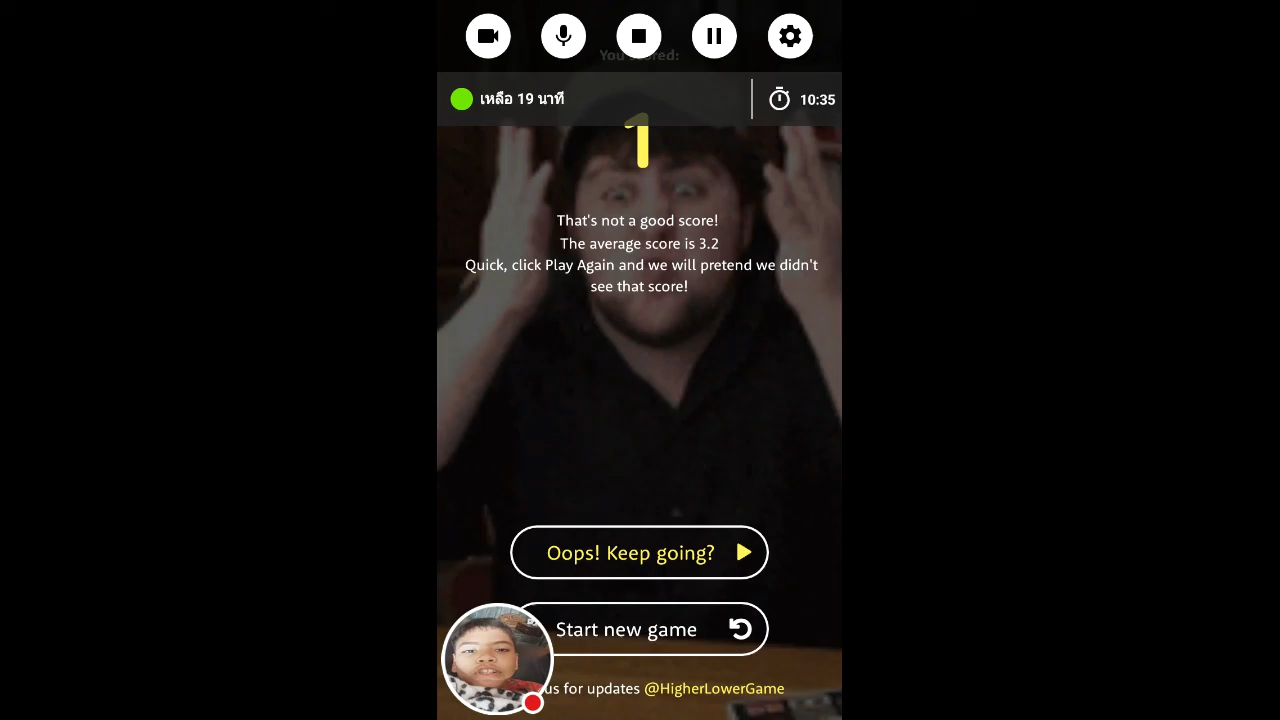 You scored:
เหลือ 19 นาที
10:35
1
That's not a good score!
The average score is 3.2
Quick, click Play Again and we will pretend we didn't
see that score!
Oops! Keep going?
Start new game
us for updates @HigherLowerGame